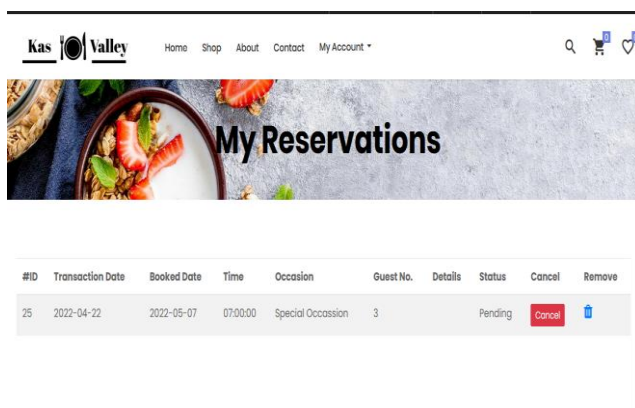 Kas Valley Home Shop About Contact My Account 0
My Reservations
#ID Transaction Date Booked Date Time Occasion Guest No. Details Status Cancel Remove
25 2022-04-22 2022-05-07 07:00:00 Special Occassion 3 Pending Cancel